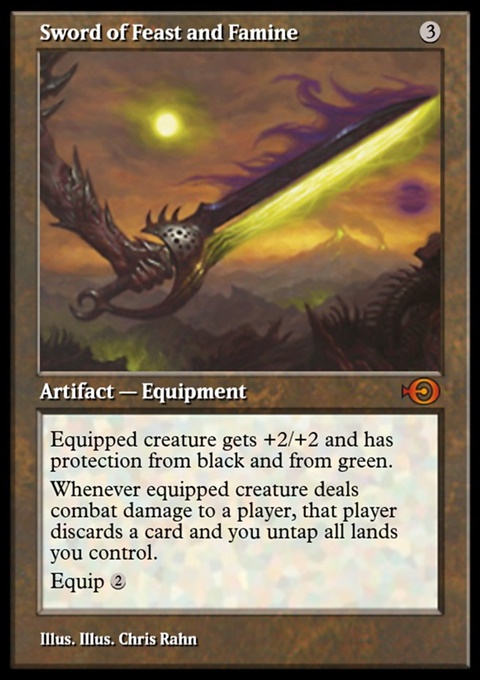 Sword of Feast and Famine 3
Artifact — Equipment
Equipped creature gets +2/+2 and has
protection from black and from green.
Whenever equipped creature deals
combat damage to a player, that player
discards a card and you untap all lands
you control.
Equip 2
Illus. Illus. Chris Rahn